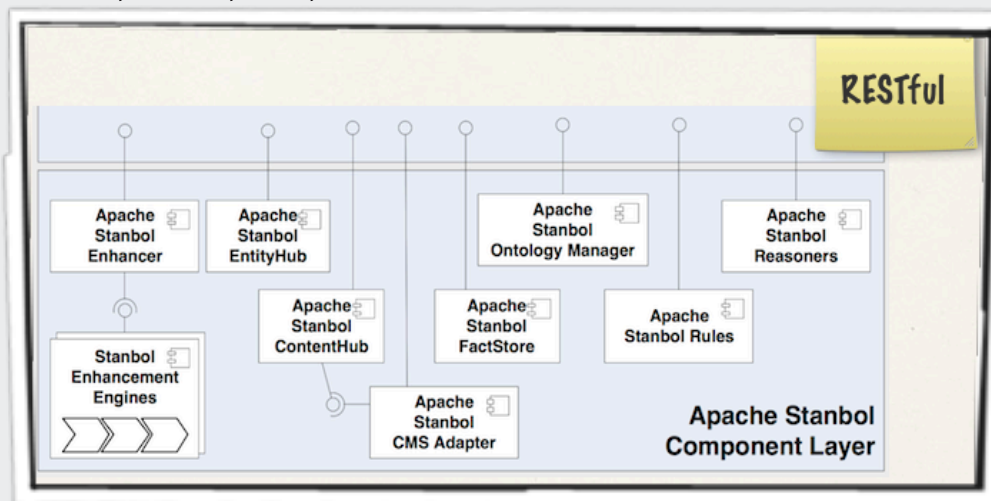 RESTful
Apache
Stanbol
Enhancer
Apache
Stanbol
EntityHub
Apache
Stanbol
Ontology Manager
Apache
Stanbol
Reasoners
Apache
Stanbol
ContentHub
Apache
Stanbol
FactStore
Apache
Stanbol Rules
Stanbol
Enhancement
Engines
Apache
Stanbol
CMS Adapter
Apache Stanbol
Component Layer